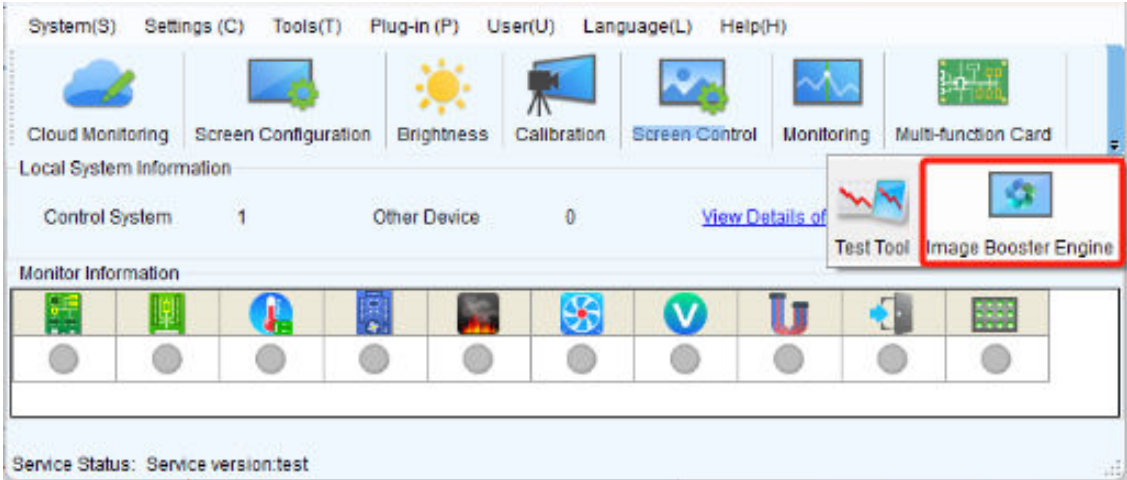 System(S) Settings (C) Tools(T) Plug-in (P) User(U) Language(L) Help(H)
Cloud Monitoring Screen Configuration Brightness Calibration Screen Control Monitoring Multi-function Card
Local System Information
Control System 1 Other Device 0 View Details of
Test Tool Image Booster Engine
Monitor Information
V
Service Status: Service version:test